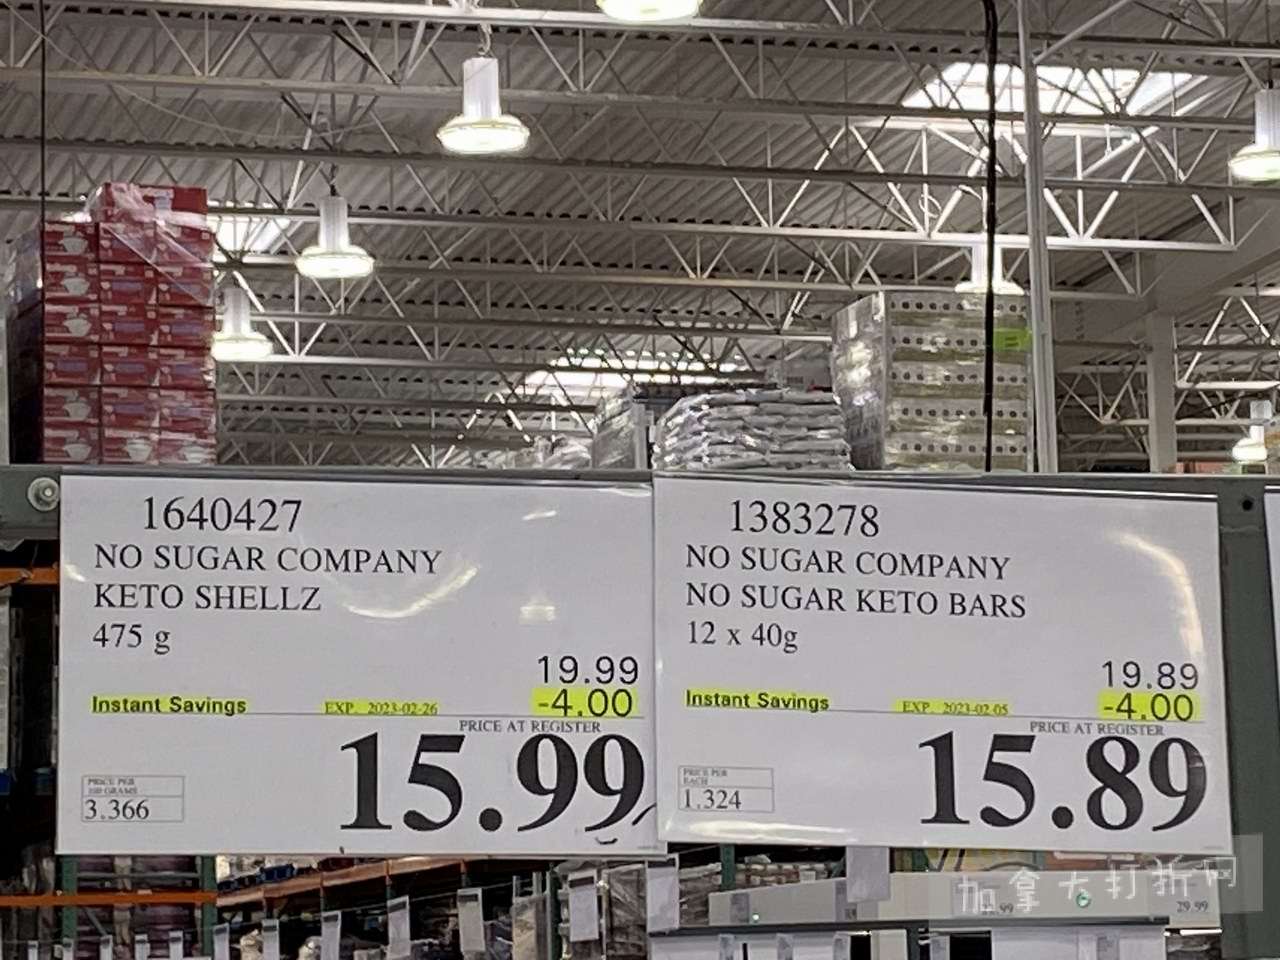 1640427
NO SUGAR COMPANY
KETO SHELLZ
475 g
19.99
Instant Savings EXP. 2023-02-26 -4.00
PRICE AT REGISTER
15.99
PRICE PER
100 GRAMS
3.366
1383278
NO SUGAR COMPANY
NO SUGAR KETO BARS
12 x 40g
19.89
Instant Savings EXP. 2023-02-05 -4.00
PRICE AT REGISTER
15.89
PRICE PER
EACH
1.324
加拿大打折网
29.99